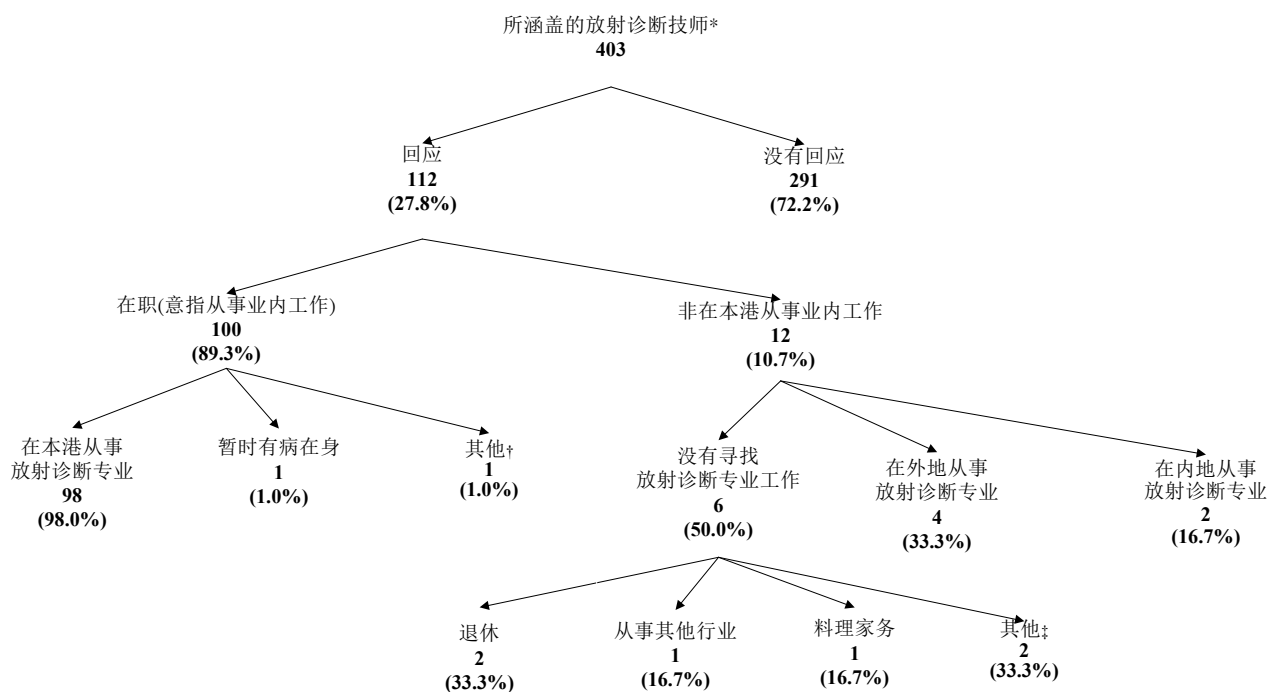 所涵盖的放射诊断技师*
403
回应
112
(27.8%)
没有回应
291
(72.2%)
在职(意指从事业内工作)
100
(89.3%)
非在本港从事业内工作
12
(10.7%)
在本港从事
放射诊断专业
98
(98.0%)
暂时有病在身
1
(1.0%)
其他†
1
(1.0%)
没有寻找
放射诊断专业工作
6
(50.0%)
在外地从事
放射诊断专业
4
(33.3%)
在内地从事
放射诊断专业
2
(16.7%)
退休
2
(33.3%)
从事其他行业
1
(16.7%)
料理家务
1
(16.7%)
其他‡
2
(33.3%)